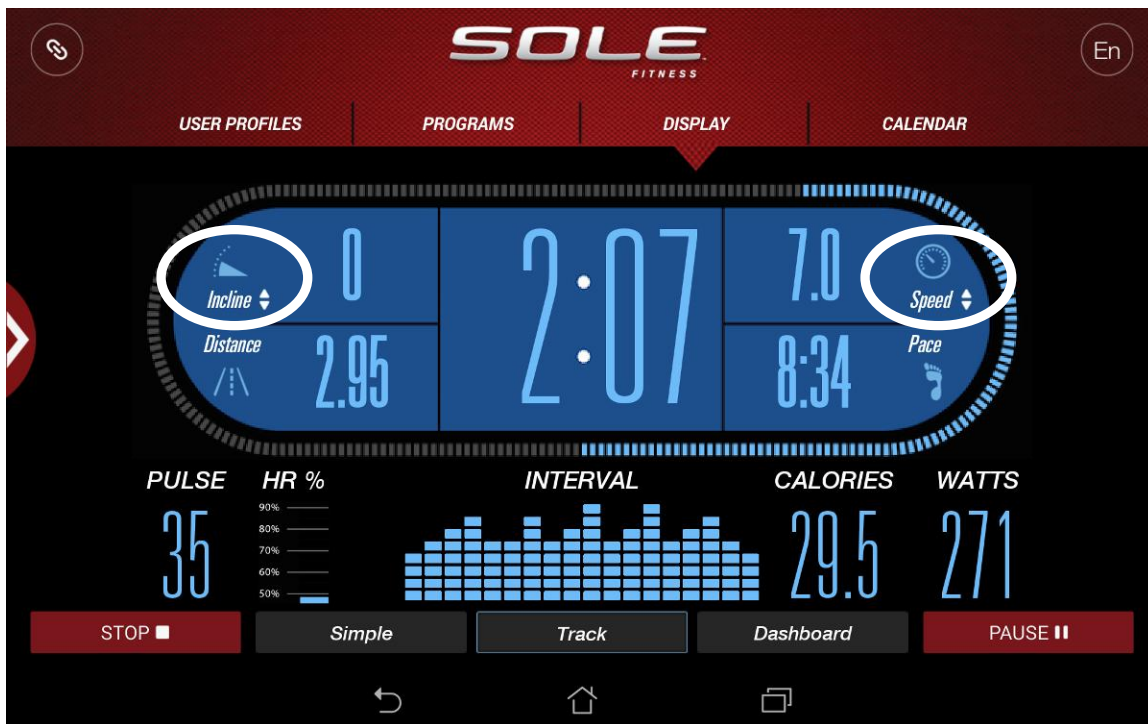 SOLE
FITNESS
En
USER PROFILES PROGRAMS DISPLAY CALENDAR
Incline 0
2:07
7.0 Speed
Distance 2.95
8:34 Pace
PULSE HR % INTERVAL CALORIES WATTS
90%
80%
70%
60%
50%
35
29.5
271
STOP Simple Track Dashboard PAUSE